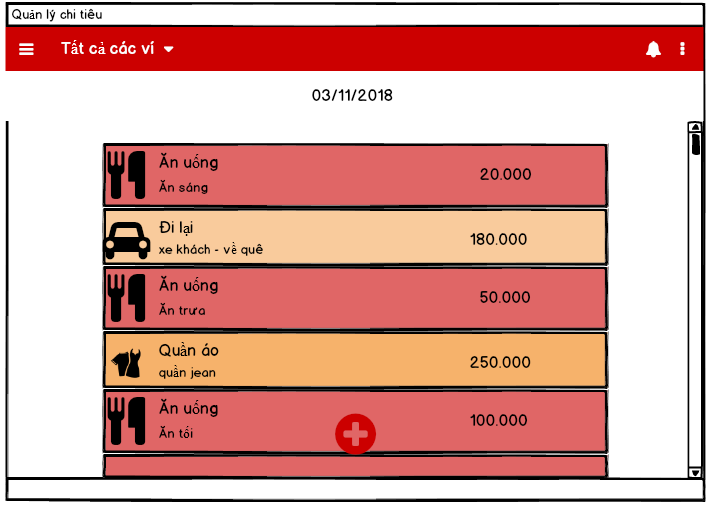 Quản lý chi tiêu
Tất cả các ví
03/11/2018
Ăn uống
20.000
Ăn sáng
Đi lại
180.000
xe khách - về quê
Ăn uống
50.000
Ăn trưa
Quần áo
250.000
quần jean
Ăn uống
100.000
Ăn tối